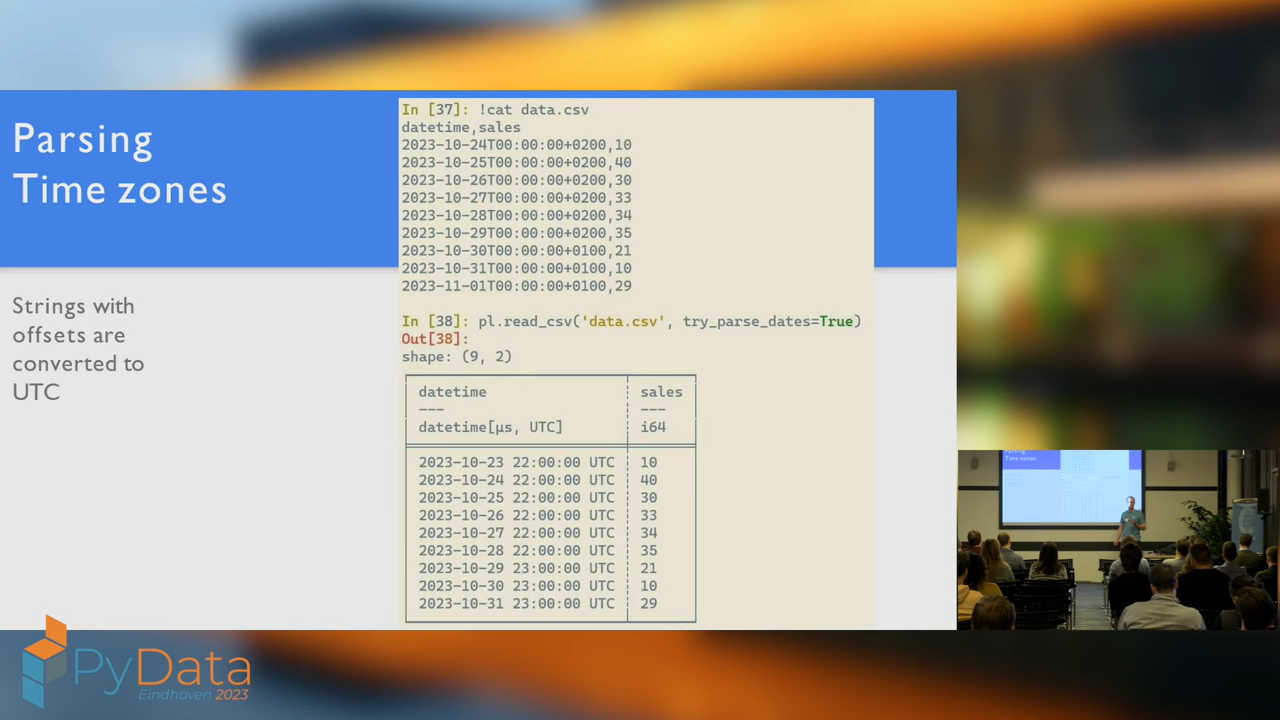 Parsing
Time zones
Strings with
offsets are
converted to
UTC
In [37]: !cat data.csv
datetime,sales
2023-10-24T00:00:00+0200,10
2023-10-25T00:00:00+0200,40
2023-10-26T00:00:00+0200,30
2023-10-27T00:00:00+0200,33
2023-10-28T00:00:00+0200,34
2023-10-29T00:00:00+0200,35
2023-10-30T00:00:00+0100,21
2023-10-31T00:00:00+0100,10
2023-11-01T00:00:00+0100,29
In [38]: pl.read_csv('data.csv', try_parse_dates=True)
Out[38]:
shape: (9, 2)
datetime sales
--- ---
datetime[μs, UTC] i64
2023-10-23 22:00:00 UTC 10
2023-10-24 22:00:00 UTC 40
2023-10-25 22:00:00 UTC 30
2023-10-26 22:00:00 UTC 33
2023-10-27 22:00:00 UTC 34
2023-10-28 22:00:00 UTC 35
2023-10-29 23:00:00 UTC 21
2023-10-30 23:00:00 UTC 10
2023-10-31 23:00:00 UTC 29
Parsing
Time zones
PyData
Eindhoven 2023